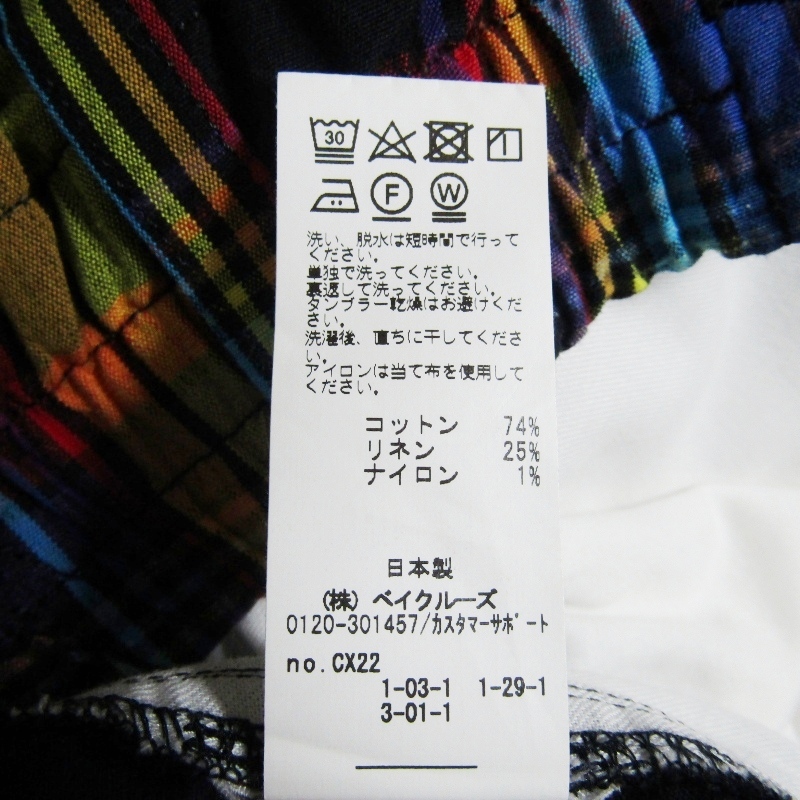 30
F W
洗い、脱水は短時間で行って
ください。
単独で洗ってください。
裏返して洗ってください。
タンブラー乾燥はお避けくだ
さい。
洗濯後、直ちに干してくださ
い。
アイロンは当て布を使用して
ください。
コットン 74%
リネン 25%
ナイロン 1%
日本製
(株) ベイクルーズ
0120-301457/カスタマーサポート
no.CX22
1-03-1 1-29-1
3-01-1